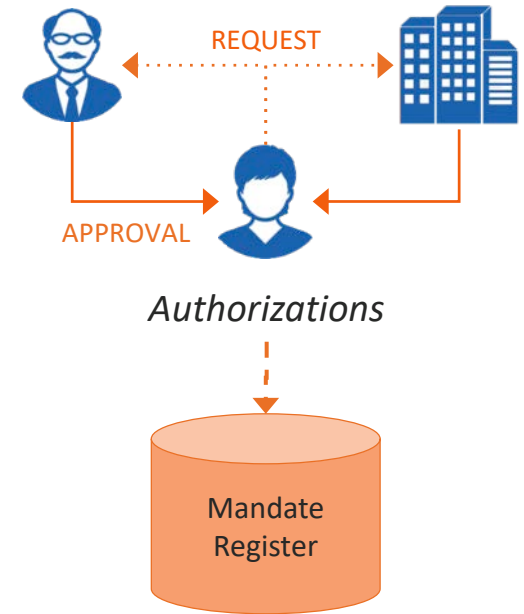 REQUEST
APPROVAL
Authorizations
Mandate
Register